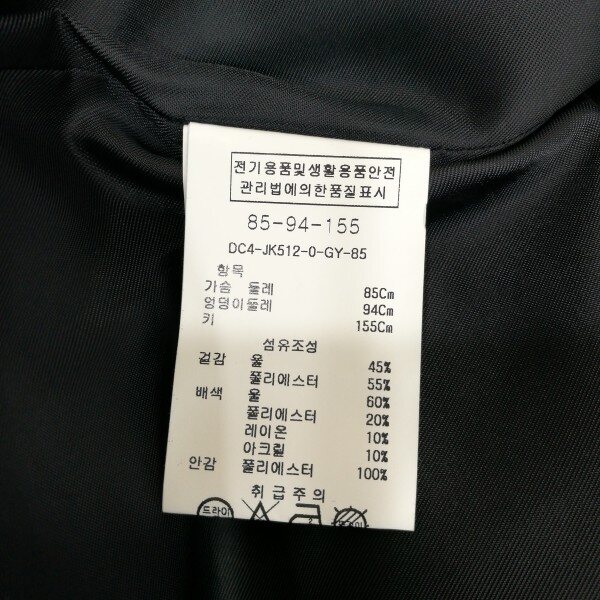 전기용품및생활용품안전
관리법에의한품질표시
85-94-155
DC4-JK512-0-GY-85
항목
가슴 둘레 85Cm
엉덩이둘레 94Cm
키 155Cm
섬유조성
겉감 울 45%
폴리에스터 55%
배색 울 60%
폴리에스터 20%
레이온 10%
아크릴 10%
안감 폴리에스터 100%
취급주의
드라이